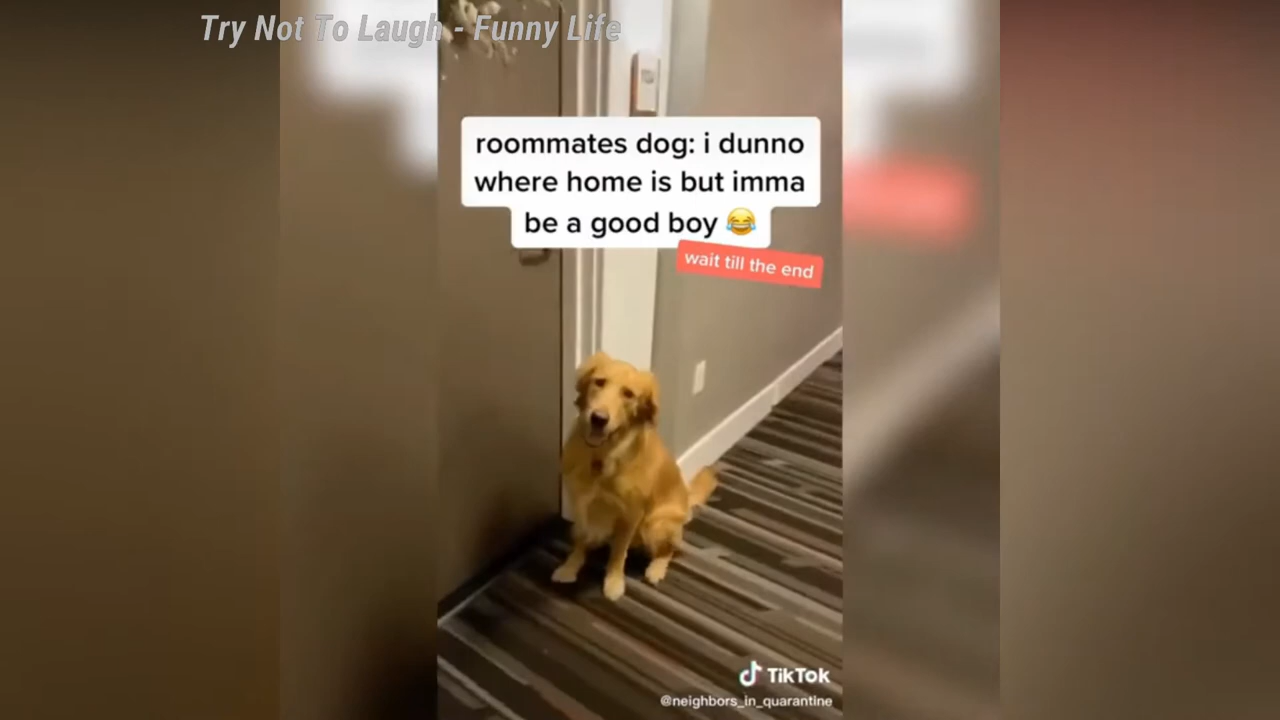 Try Not To Laugh - Funny Life
roommates dog: i dunno
where home is but imma
be a good boy 😂
wait till the end
TikTok
@neighbors_in_quarantine